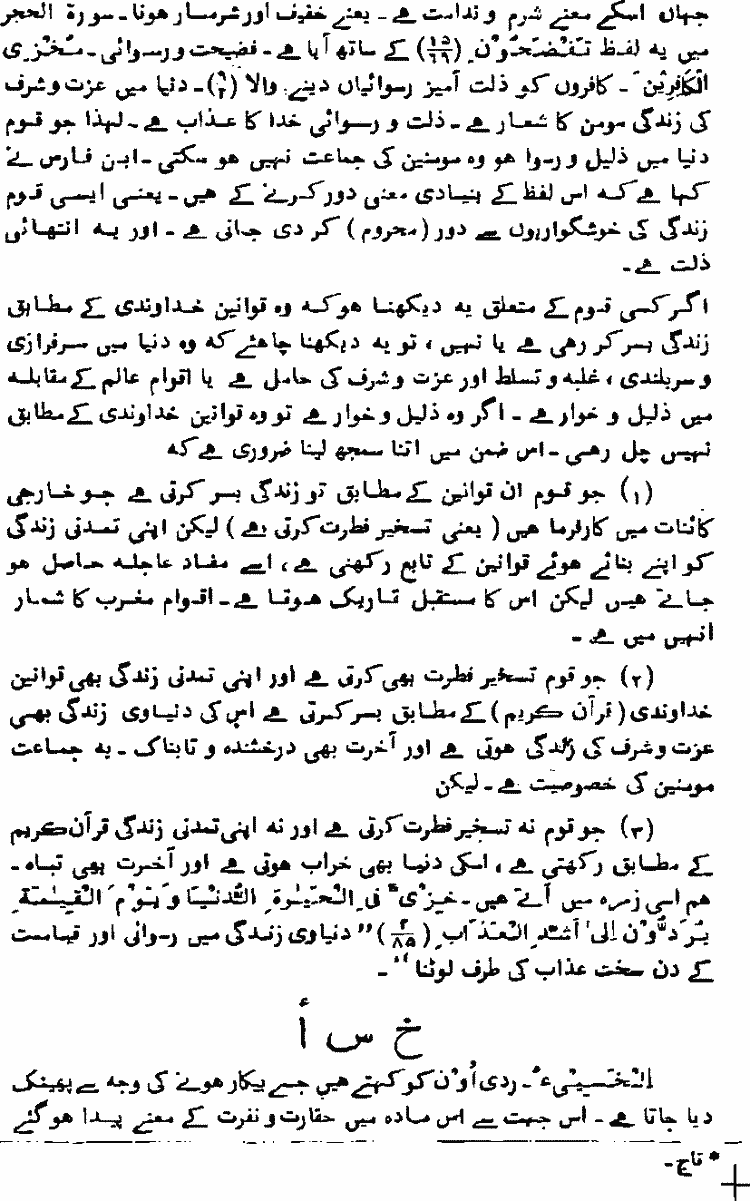 جہاں اسکے معنے شرم و ندامت ہے۔ یعنے خفیف اور شرمسار ہونا۔ سورۃ الحجر
میں یہ لفظ تَفْضَحُوْنِ (۱۵/۶۹) کے ساتھ آیا ہے۔ فضیحت و رسوائی۔ مُخْزِی
الْکَافِرِیْنَ۔ کافروں کو ذلت آمیز رسوائیاں دینے والا (۹/۲)۔ دنیا میں عزت و شرف
کی زندگی مومن کا شعار ہے۔ ذلت و رسوائی خدا کا عذاب ہے۔ لہذا جو قوم
دنیا میں ذلیل و رسوا ہو وہ مومنین کی جماعت نہیں ہو سکتی۔ ابن فارس نے
کہا ہے کہ اس لفظ کے بنیادی معنی دور کرنے کے ہیں۔ یعنی ایسی قوم
زندگی کی خوشگواریوں سے دور (محروم) کر دی جاتی ہے۔ اور یہ انتہائی
ذلت ہے۔
اگر کسی قوم کے متعلق یہ دیکھنا ہو کہ وہ قوانین خداوندی کے مطابق
زندگی بسر کر رہی ہے یا نہیں، تو یہ دیکھنا چاہئے کہ وہ دنیا میں سرفرازی
و سربلندی، غلبہ و تسلط اور عزت و شرف کی حامل ہے یا اقوام عالم کے مقابلہ
میں ذلیل و خوار ہے۔ اگر وہ ذلیل و خوار ہے تو وہ قوانین خداوندی کے مطابق
نہیں چل رہی۔ اس ضمن میں اتنا سمجھ لینا ضروری ہے کہ
(۱) جو قوم ان قوانین کے مطابق تو زندگی بسر کرتی ہے جو خارجی
کائنات میں کارفرما ہیں (یعنی تسخیر فطرت کرتی ہے) لیکن اپنی تمدنی زندگی
کو اپنے بنائے ہوئے قوانین کے تابع رکھتی ہے، اسے مفاد عاجلہ حاصل ہو
جاتے ہیں لیکن اس کا مستقبل تاریک ہوتا ہے۔ اقوام مغرب کا شمار
انہیں میں ہے۔
(۲) جو قوم تسخیر فطرت بھی کرتی ہے اور اپنی تمدنی زندگی بھی قوانین
خداوندی (قرآن کریم) کے مطابق بسر کرتی ہے اس کی دنیاوی زندگی بھی
عزت و شرف کی زندگی ہوتی ہے اور آخرت بھی درخشندہ و تابناک۔ یہ جماعت
مومنین کی خصوصیت ہے۔ لیکن
(۳) جو قوم نہ تسخیر فطرت کرتی ہے اور نہ اپنی تمدنی زندگی قرآن کریم
کے مطابق رکھتی ہے، اسکی دنیا بھی خراب ہوتی ہے اور آخرت بھی تباہ۔
ہم اسی زمرہ میں آتے ہیں۔ خِزْیٌ فِی الْحَیٰوۃِ الدُّنْیَا وَ یَوْمَ الْقِیٰمَۃِ
یُرَدُّوْنَ اِلٰی اَشَدِّ الْعَذَابِ (۲/۸۵) ”دنیاوی زندگی میں رسوائی اور قیامت
کے دن سخت عذاب کی طرف لوٹنا“۔
خ س أ
اَلْخَسِیْیءُ۔ ردی اُوْن کو کہتے ہیں جسے بیکار ہونے کی وجہ سے پھینک
دیا جاتا ہے۔ اس جہت سے اس مادہ میں حقارت و نفرت کے معنے پیدا ہو گئے
* تاج۔